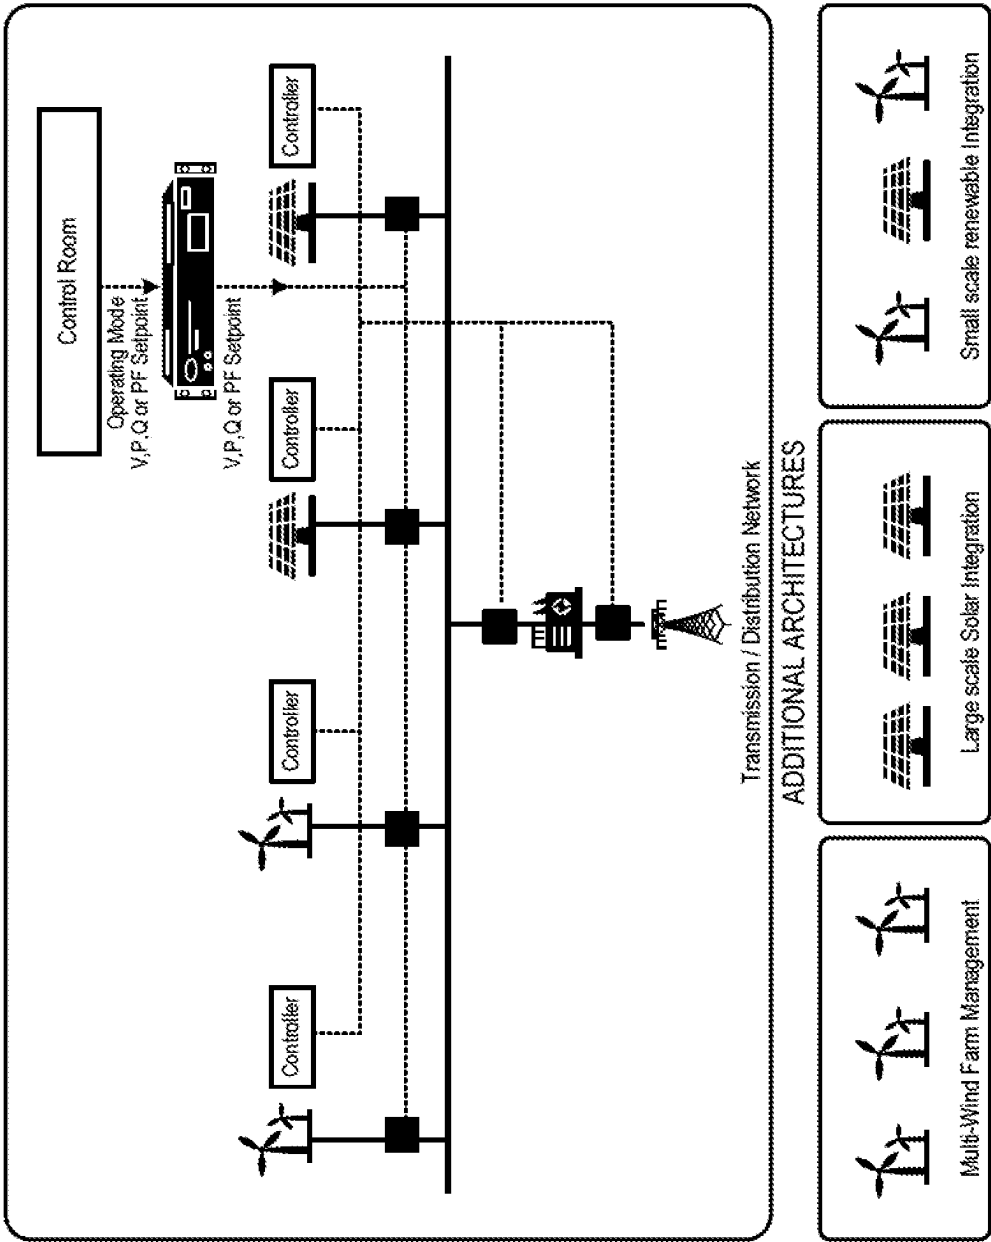 Control Room
Operating Mode
V,P,Q or PF Setpoint
V,P,Q or PF Setpoint
Controller
Controller
Controller
Controller
Transmission / Distribution Network
ADDITIONAL ARCHITECTURES
Multi-Wind Farm Management
Large scale Solar Integration
Small scale renewable Integration